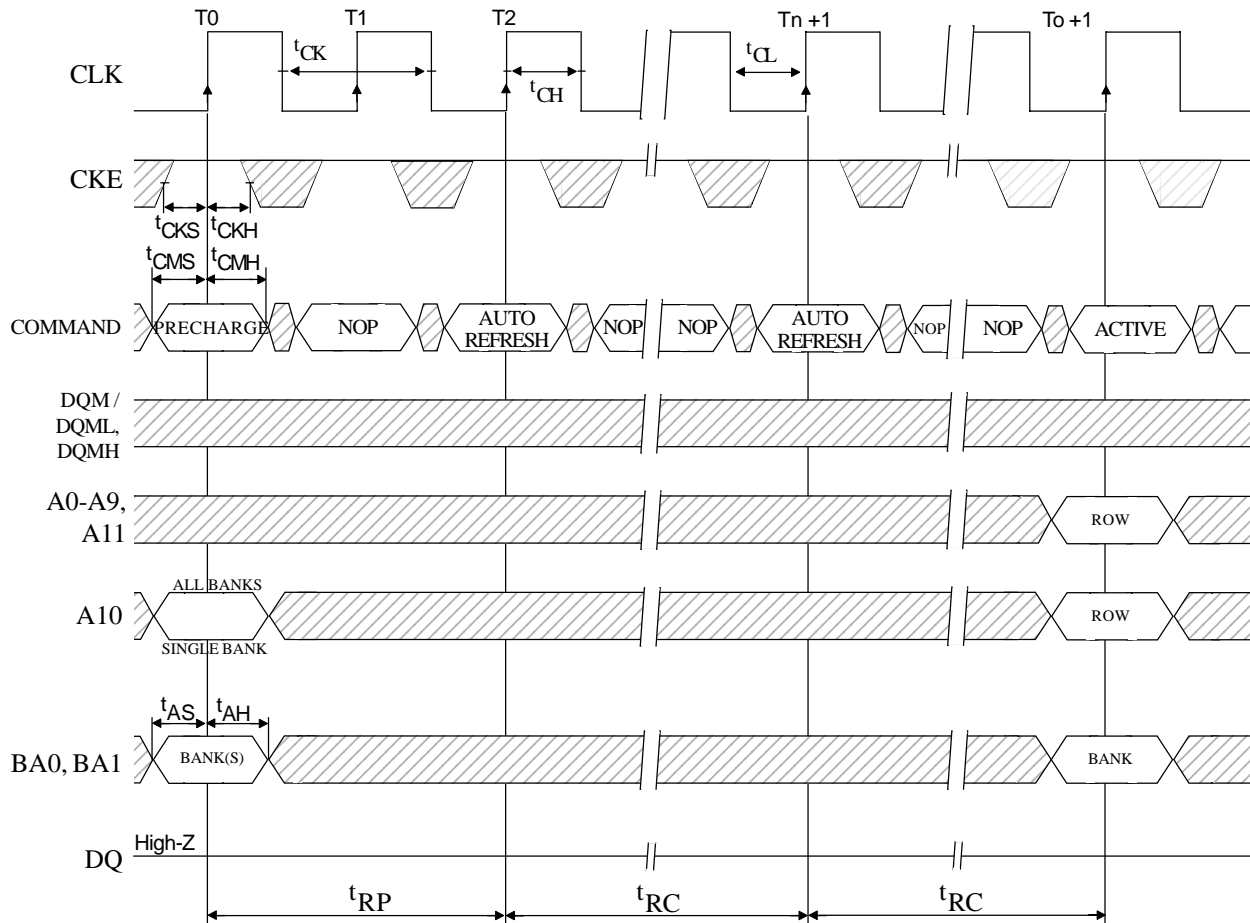 T0 T1 T2 Tn +1 To +1
CLK
tCK tCH tCL
CKE
tCKS tCKH
tCMS tCMH
COMMAND PRECHARGE NOP AUTO REFRESH NOP NOP AUTO REFRESH NOP NOP ACTIVE
DQM /
DQML,
DQMH
A0-A9,
A11 ROW
ALL BANKS
A10 ROW
SINGLE BANK
tAS tAH
BA0, BA1 BANK(S) BANK
High-Z
DQ
tRP tRC tRC